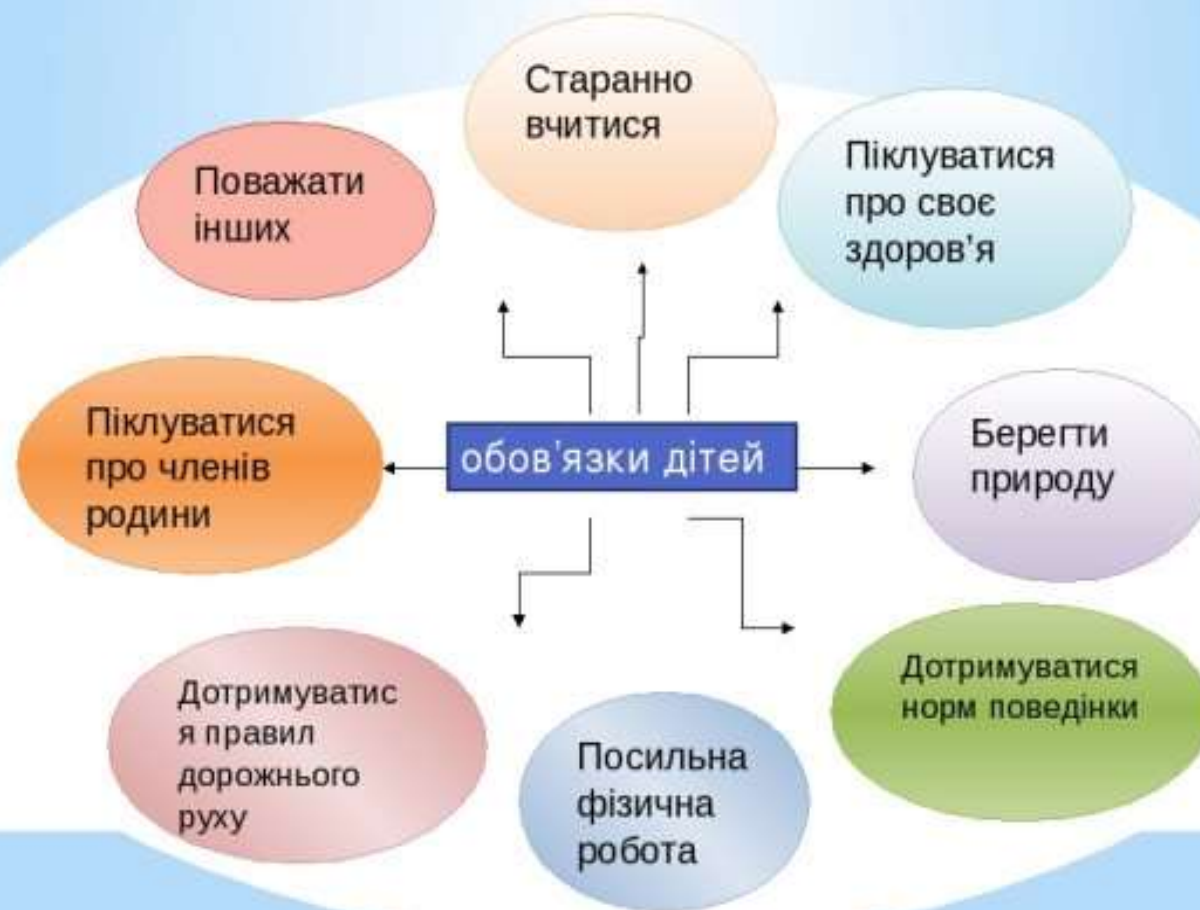 Старанно
вчитися
Поважати
інших
Піклуватися
про своє
здоров'я
Піклуватися
про членів
родини
обов'язки дітей
Берегти
природу
Дотримуватис
я правил
дорожнього
руху
Посильна
фізична
робота
Дотримуватися
норм поведінки